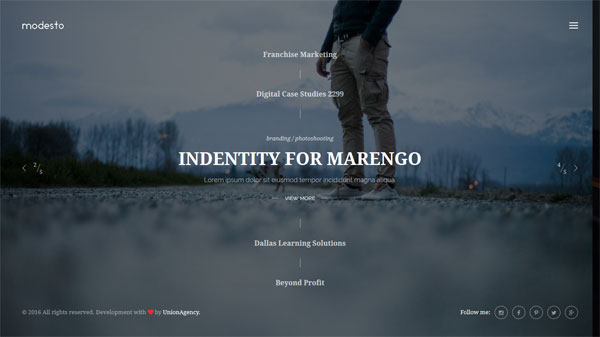 modesto
Franchise Marketing
Digital Case Studies 2299
branding / photoshooting
INDENTITY FOR MARENGO
Lorem ipsum dolor sit eiusmod tempor incididunt magna aliqua
2/5
4/5
VIEW MORE
Dallas Learning Solutions
Beyond Profit
© 2016 All rights reserved. Development with ❤ by UnionAgency.
Follow me: